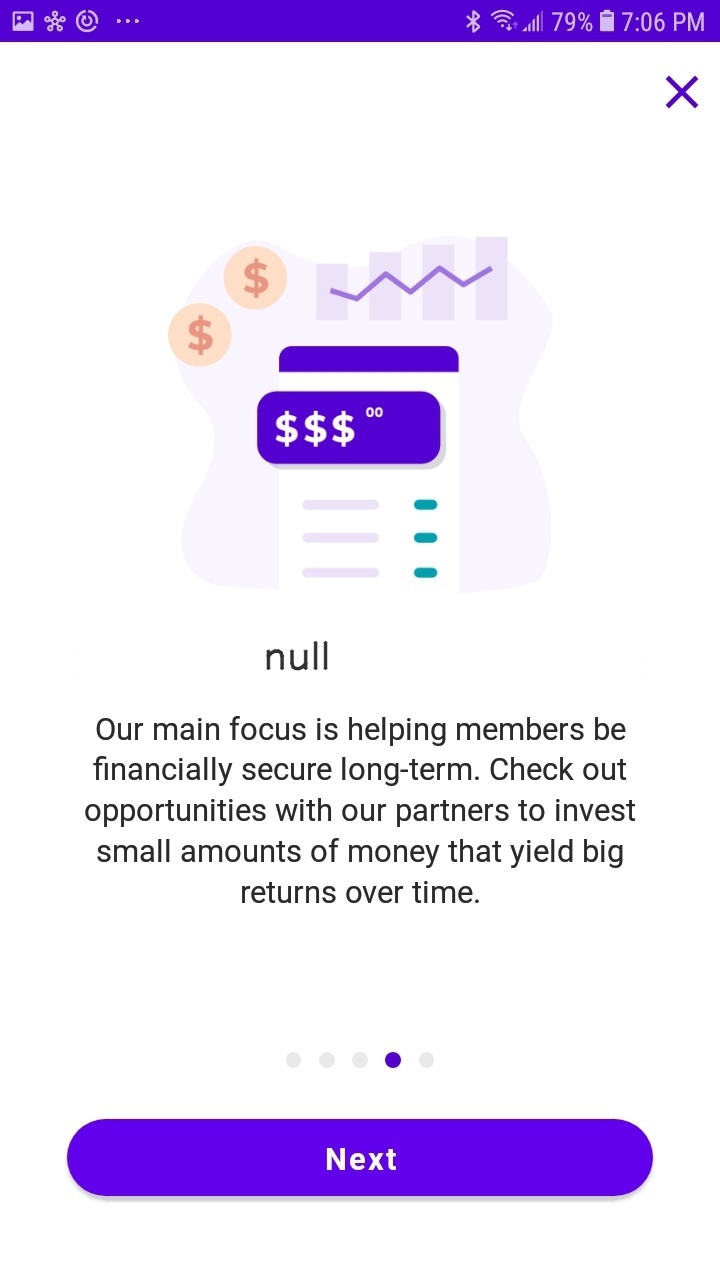 79% 7:06 PM
$
$
$$$ 00
null
Our main focus is helping members be
financially secure long-term. Check out
opportunities with our partners to invest
small amounts of money that yield big
returns over time.
Next